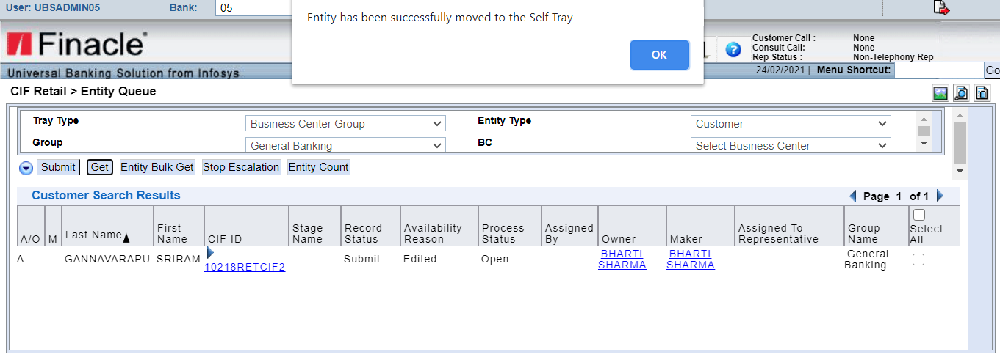 User: UBSADMIN05 Bank: 05
Entity has been successfully moved to the Self Tray
OK
Finacle
Customer Call : None
Consult Call: None
Rep Status : Non-Telephony Rep
Universal Banking Solution from Infosys
24/02/2021 | Menu Shortcut: Go
CIF Retail > Entity Queue
Tray Type Business Center Group Entity Type Customer
Group General Banking BC Select Business Center
Submit Get Entity Bulk Get Stop Escalation Entity Count
Customer Search Results Page 1 of 1
A/O M Last Name First Name CIF ID Stage Name Record Status Availability Reason Process Status Assigned By Owner Maker Assigned To Representative Group Name Select All
A GANNAVARAPU SRIRAM 10218RETCIF2 Submit Edited Open BHARTI SHARMA BHARTI SHARMA General Banking